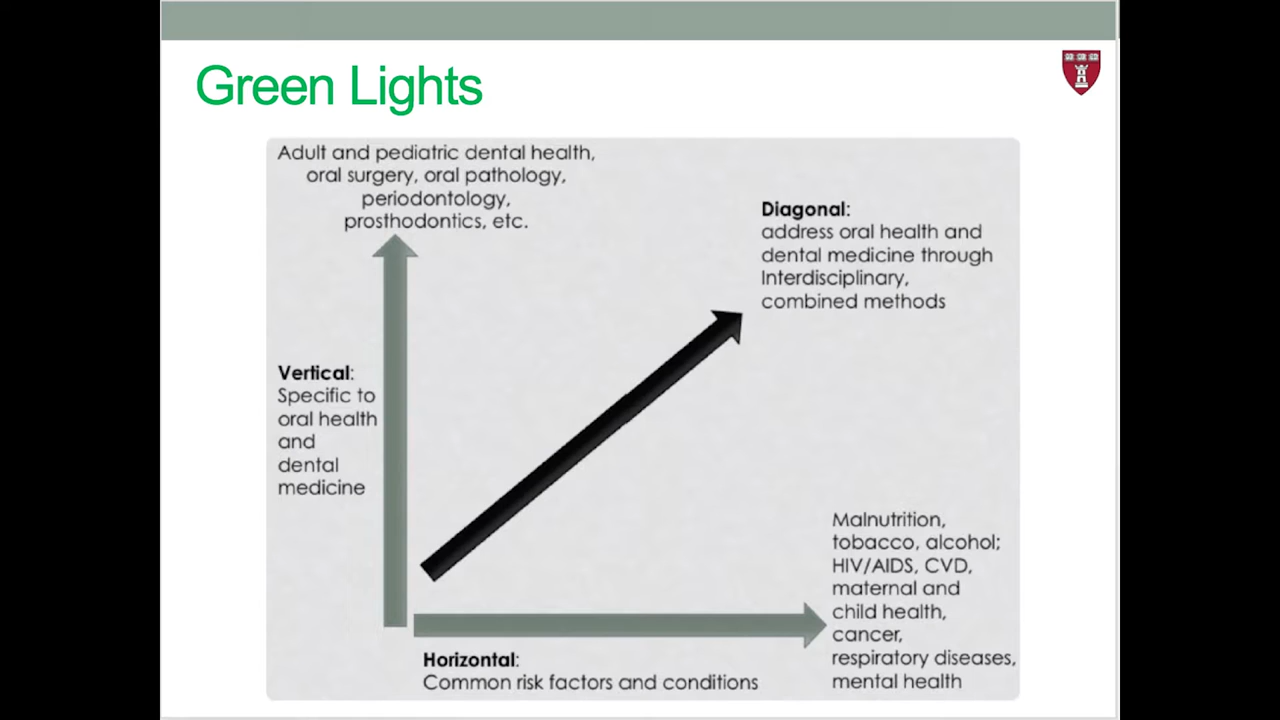 Green Lights
Adult and pediatric dental health,
oral surgery, oral pathology,
periodontology,
prosthodontics, etc.
Diagonal:
address oral health and
dental medicine through
Interdisciplinary,
combined methods
Vertical:
Specific to
oral health
and
dental
medicine
Malnutrition,
tobacco, alcohol;
HIV/AIDS, CVD,
maternal and
child health,
cancer,
respiratory diseases,
mental health
Horizontal:
Common risk factors and conditions